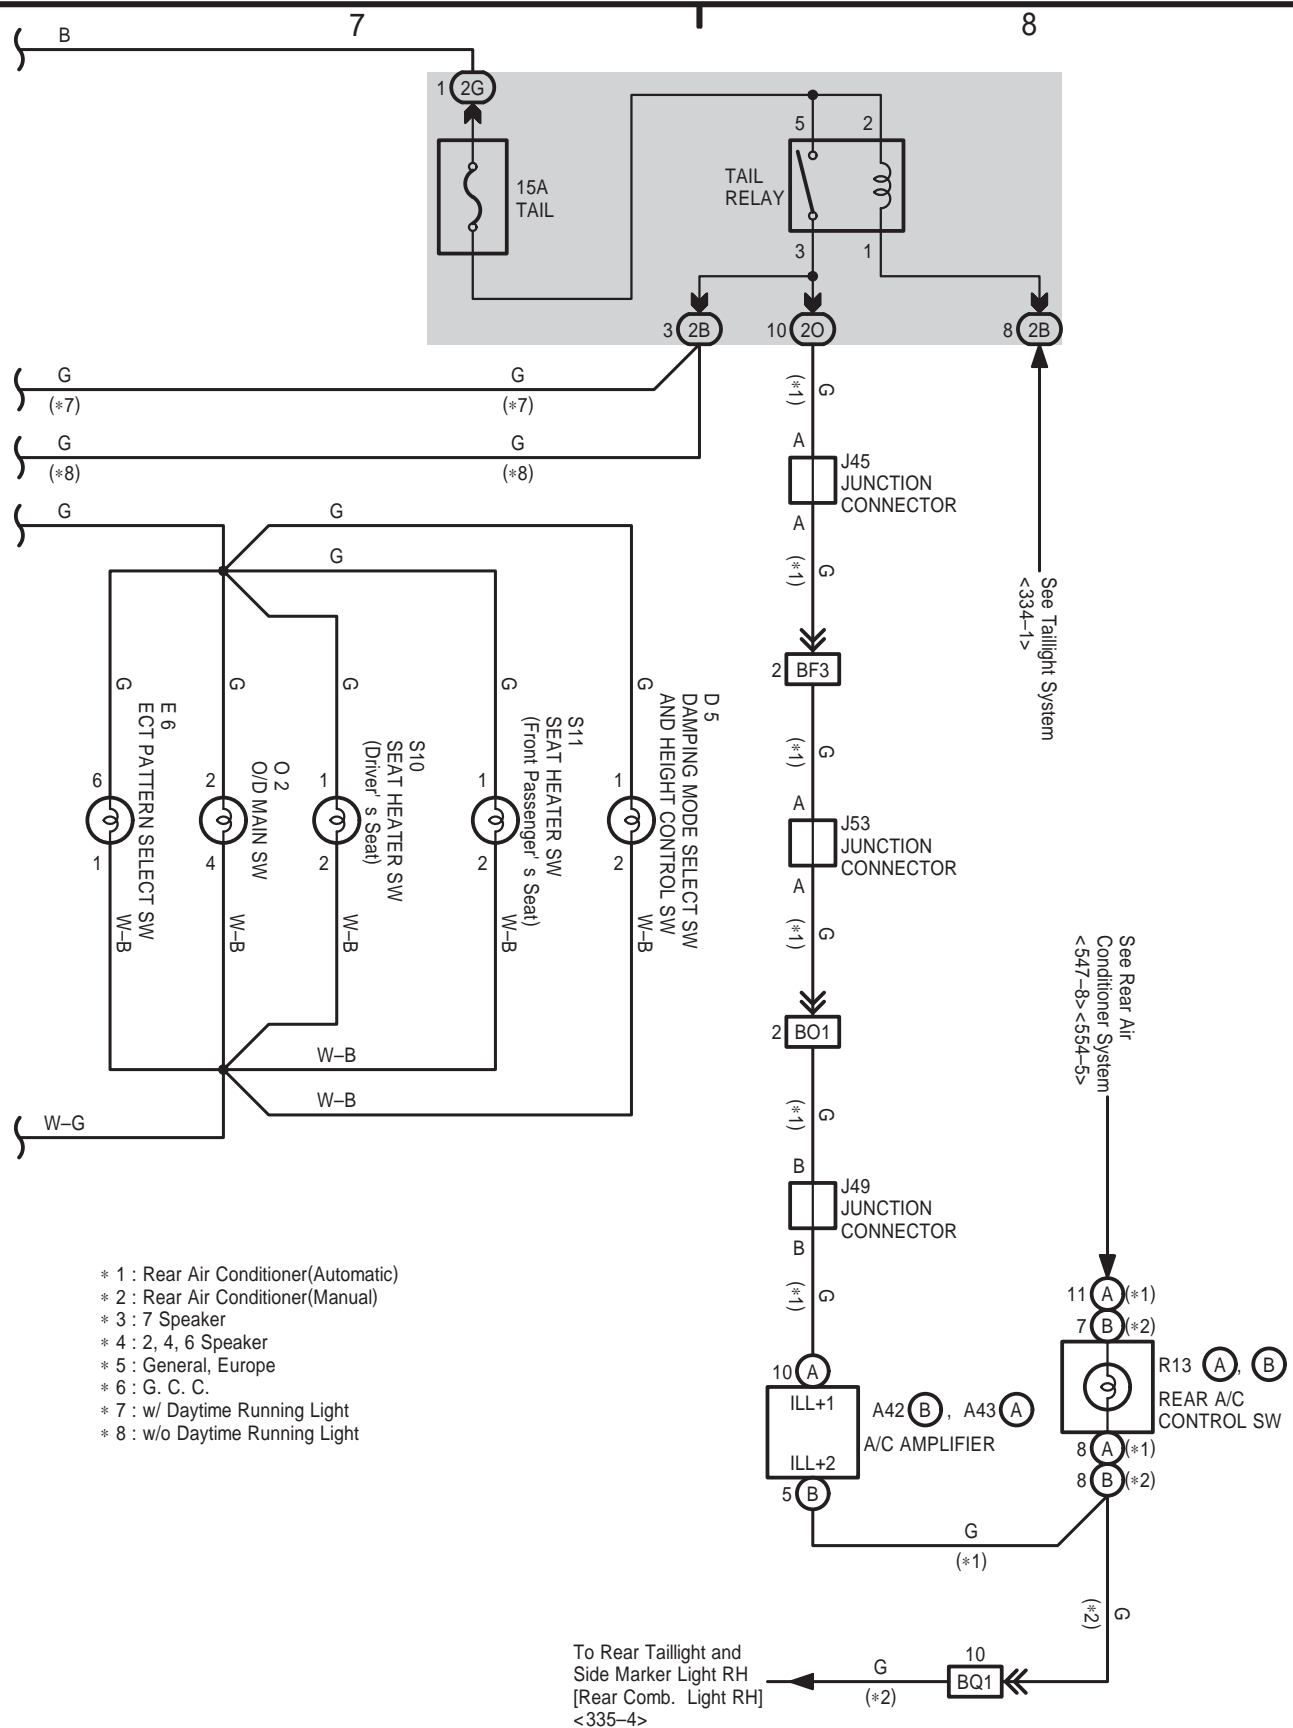 7
8
B
1
2G
15A
TAIL
5
2
TAIL
RELAY
3
1
3
2B
10
2O
8
2B
G
(*7)
G
(*7)
G
(*8)
G
(*8)
(*1)
G
A
J45
JUNCTION
CONNECTOR
A
(*1)
G
See Taillight System
<334–1>
2
BF3
(*1)
G
A
J53
JUNCTION
CONNECTOR
A
(*1)
G
2
BO1
(*1)
G
B
J49
JUNCTION
CONNECTOR
B
(*1)
G
G
G
G
G
G
G
G
G
E 6
ECT PATTERN SELECT SW
6
1
W–B
O 2
O/D MAIN SW
2
4
W–B
S10
SEAT HEATER SW
(Driver' s Seat)
1
2
W–B
S11
SEAT HEATER SW
(Front Passenger' s Seat)
1
2
W–B
D 5
DAMPING MODE SELECT SW
AND HEIGHT CONTROL SW
1
2
W–B
W–B
W–B
W–G
See Rear Air
Conditioner System
<547–8><554–5>
* 1 : Rear Air Conditioner(Automatic)
* 2 : Rear Air Conditioner(Manual)
* 3 : 7 Speaker
* 4 : 2, 4, 6 Speaker
* 5 : General, Europe
* 6 : G. C. C.
* 7 : w/ Daytime Running Light
* 8 : w/o Daytime Running Light
11 A (*1)
7 B (*2)
R13 A, B
REAR A/C
CONTROL SW
8 A (*1)
8 B (*2)
10 A
ILL+1
A42 B , A43 A
A/C AMPLIFIER
ILL+2
5 B
G
(*1)
(*2)
G
10
BQ1
G
(*2)
To Rear Taillight and
Side Marker Light RH
[Rear Comb. Light RH]
<335–4>